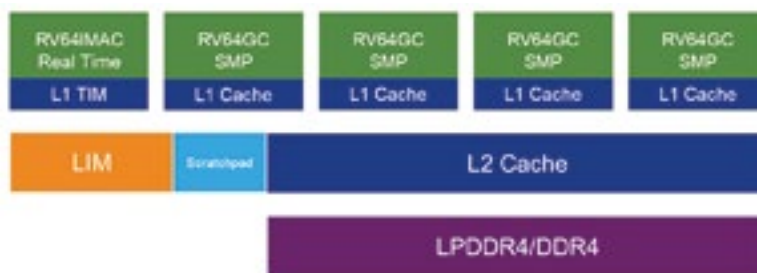 RV64IMAC
Real Time
L1 TIM
RV64GC
SMP
L1 Cache
RV64GC
SMP
L1 Cache
RV64GC
SMP
L1 Cache
RV64GC
SMP
L1 Cache
LIM
Scratchpad
L2 Cache
LPDDR4/DDR4